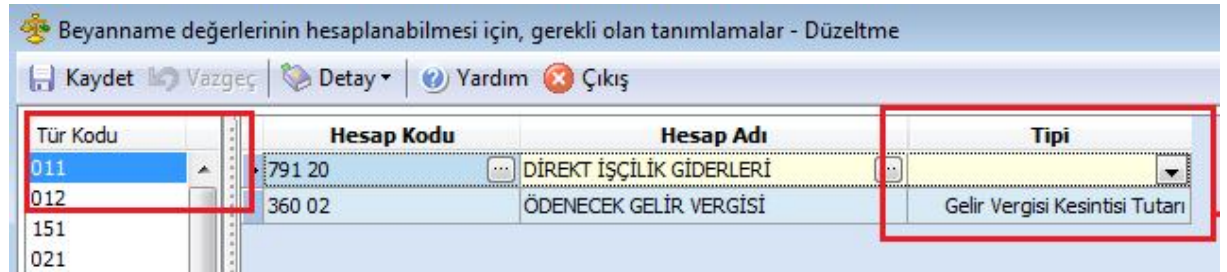 Beyanname değerlerinin hesaplanabilmesi için, gerekli olan tanımlamalar - Düzeltme
Kaydet Vazgeç Detay Yardım Çıkış
Tür Kodu Hesap Kodu Hesap Adı Tipi
011 791 20 ... DİREKT İŞÇİLİK GİDERLERİ ...
012 360 02 ÖDENECEK GELİR VERGİSİ Gelir Vergisi Kesintisi Tutarı
151
021